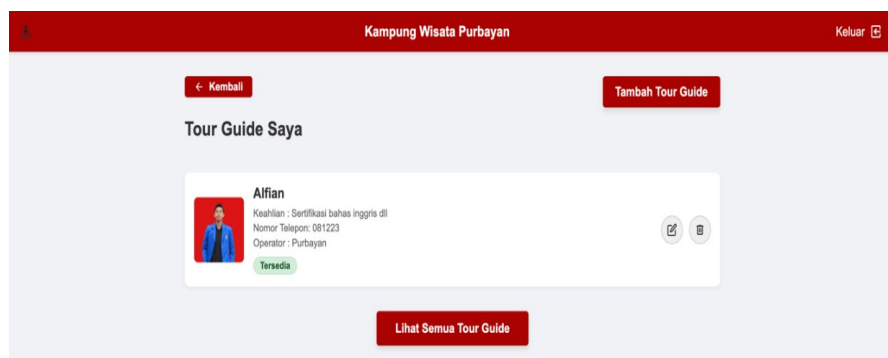 Kampung Wisata Purbayan
Keluar
← Kembali
Tambah Tour Guide
Tour Guide Saya
Alfian
Keahlian : Sertifikasi bahas inggris dll
Nomor Telepon: 081223
Operator : Purbayan
Tersedia
Lihat Semua Tour Guide